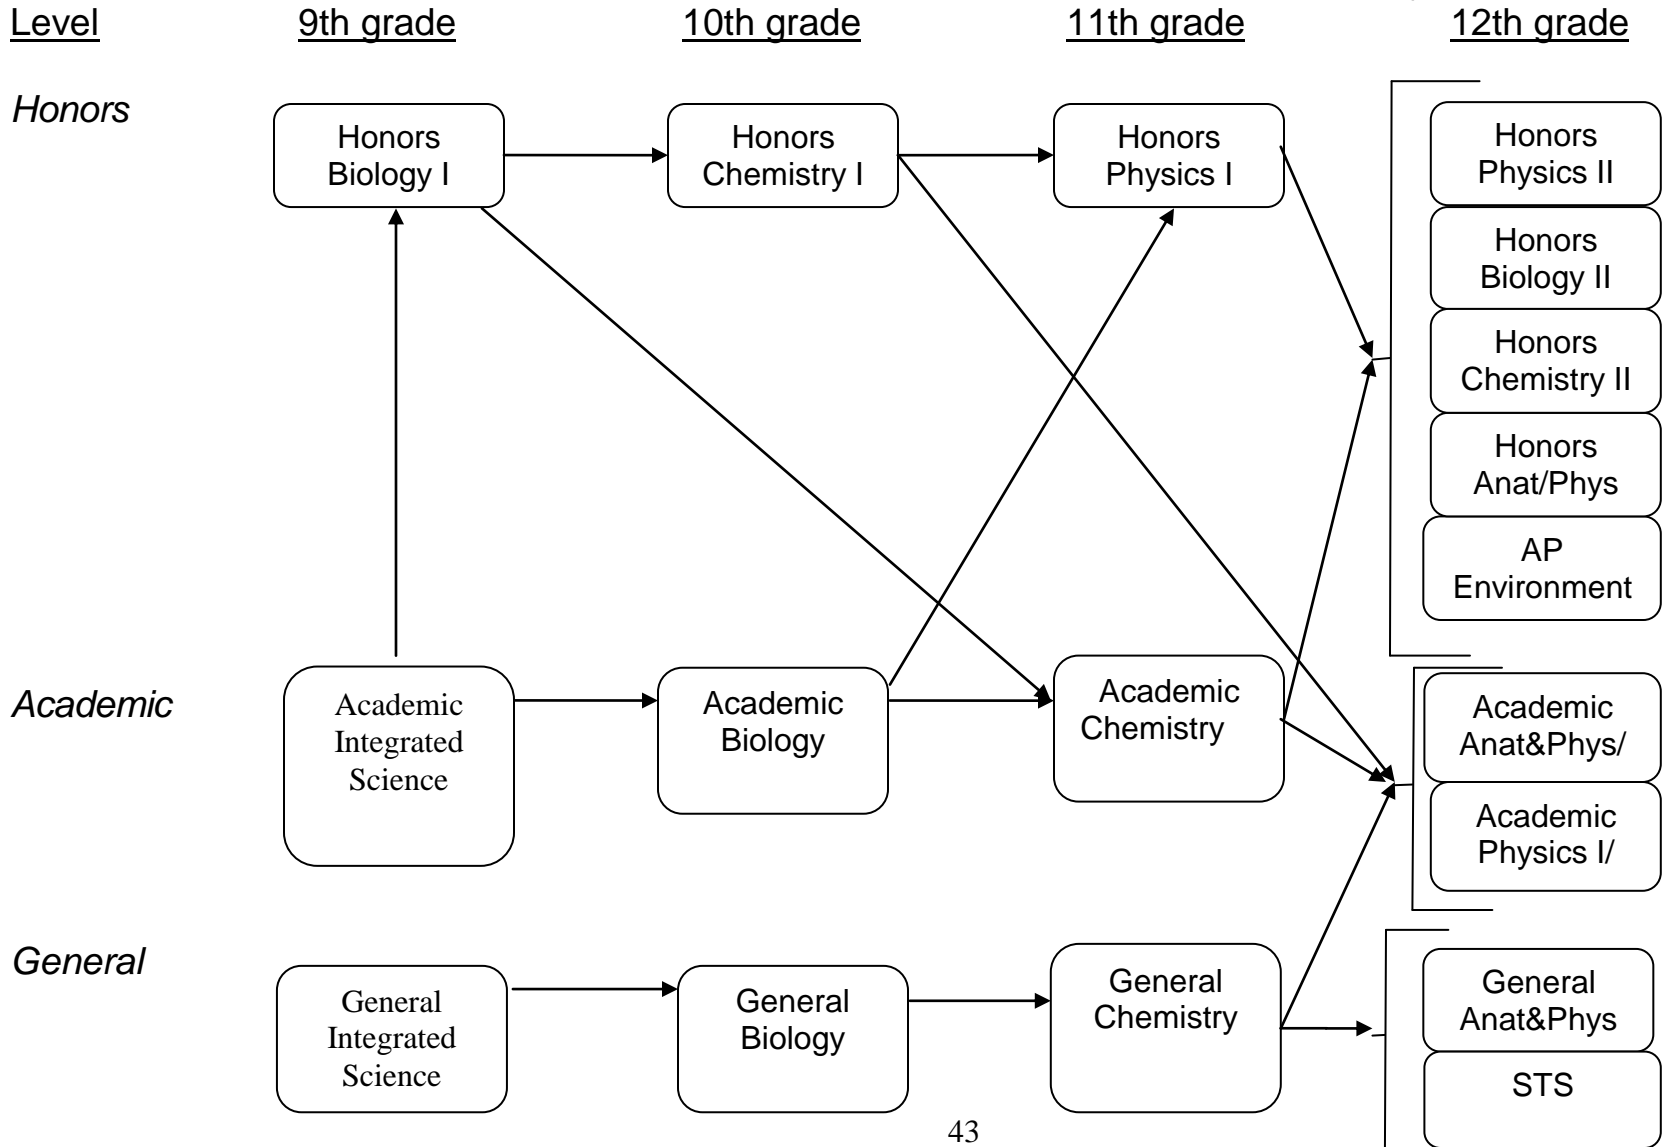 Level 9th grade 10th grade 11th grade 12th grade
Honors
Honors
Biology I
Honors
Chemistry I
Honors
Physics I
Honors
Physics II
Honors
Biology II
Honors
Chemistry II
Honors
Anat/Phys
AP
Environment
Academic
Academic
Integrated
Science
Academic
Biology
Academic
Chemistry
Academic
Anat&Phys/
Academic
Physics I/
General
General
Integrated
Science
General
Biology
General
Chemistry
General
Anat&Phys
STS
43